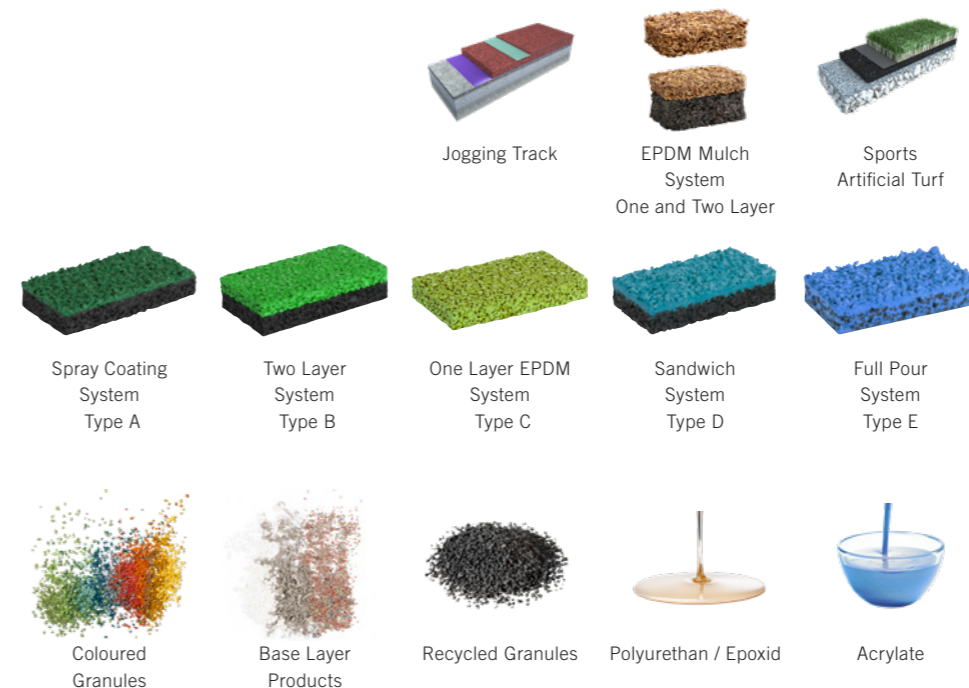 Jogging Track
EPDM Mulch
System
One and Two Layer
Sports
Artificial Turf
Spray Coating
System
Type A
Two Layer
System
Type B
One Layer EPDM
System
Type C
Sandwich
System
Type D
Full Pour
System
Type E
Coloured
Granules
Base Layer
Products
Recycled Granules
Polyurethan / Epoxid
Acrylate